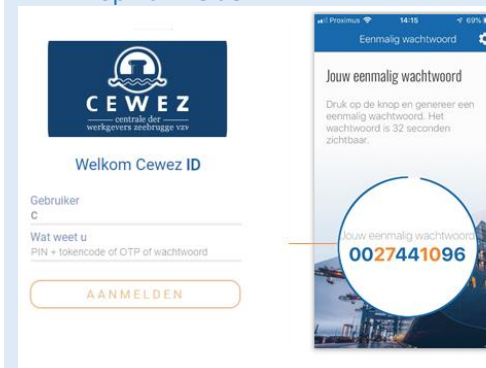 CEWEZ
centrale der
werkgevers zeebrugge vzv
Welkom Cewez ID
Gebruiker
C
Wat weet u
PIN + tokencode of OTP of wachtwoord
AANMELDEN
Proximus 14:15 69%
Eenmalig wachtwoord
Jouw eenmalig wachtwoord
Druk op de knop en genereer een
eenmalig wachtwoord. Het
wachtwoord is 32 seconden
zichtbaar.
Jouw eenmalig wachtwoord
0027441096